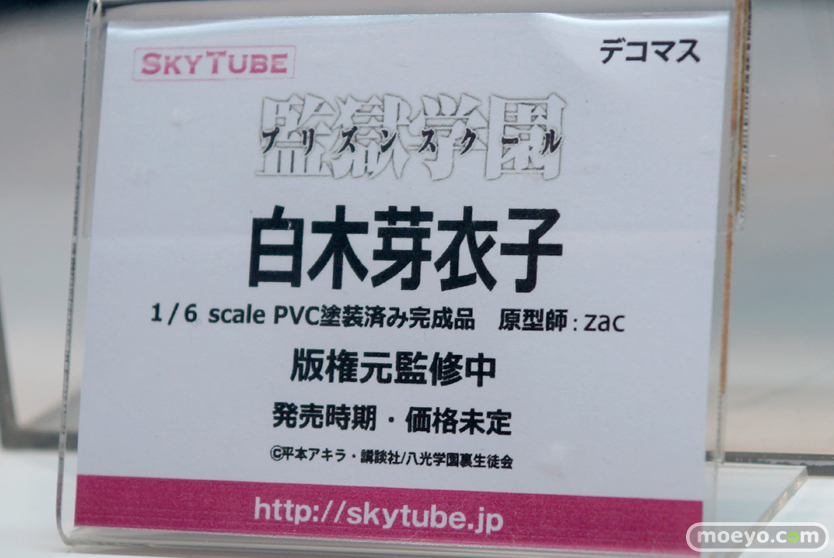 SKYTUBE
デコマス
監獄学園
プリズンスクール
白木芽衣子
1/6 scale PVC塗装済み完成品 原型師:zac
版権元監修中
発売時期・価格未定
©平本アキラ・講談社/八光学園裏生徒会
http://skytube.jp
moeyo.com